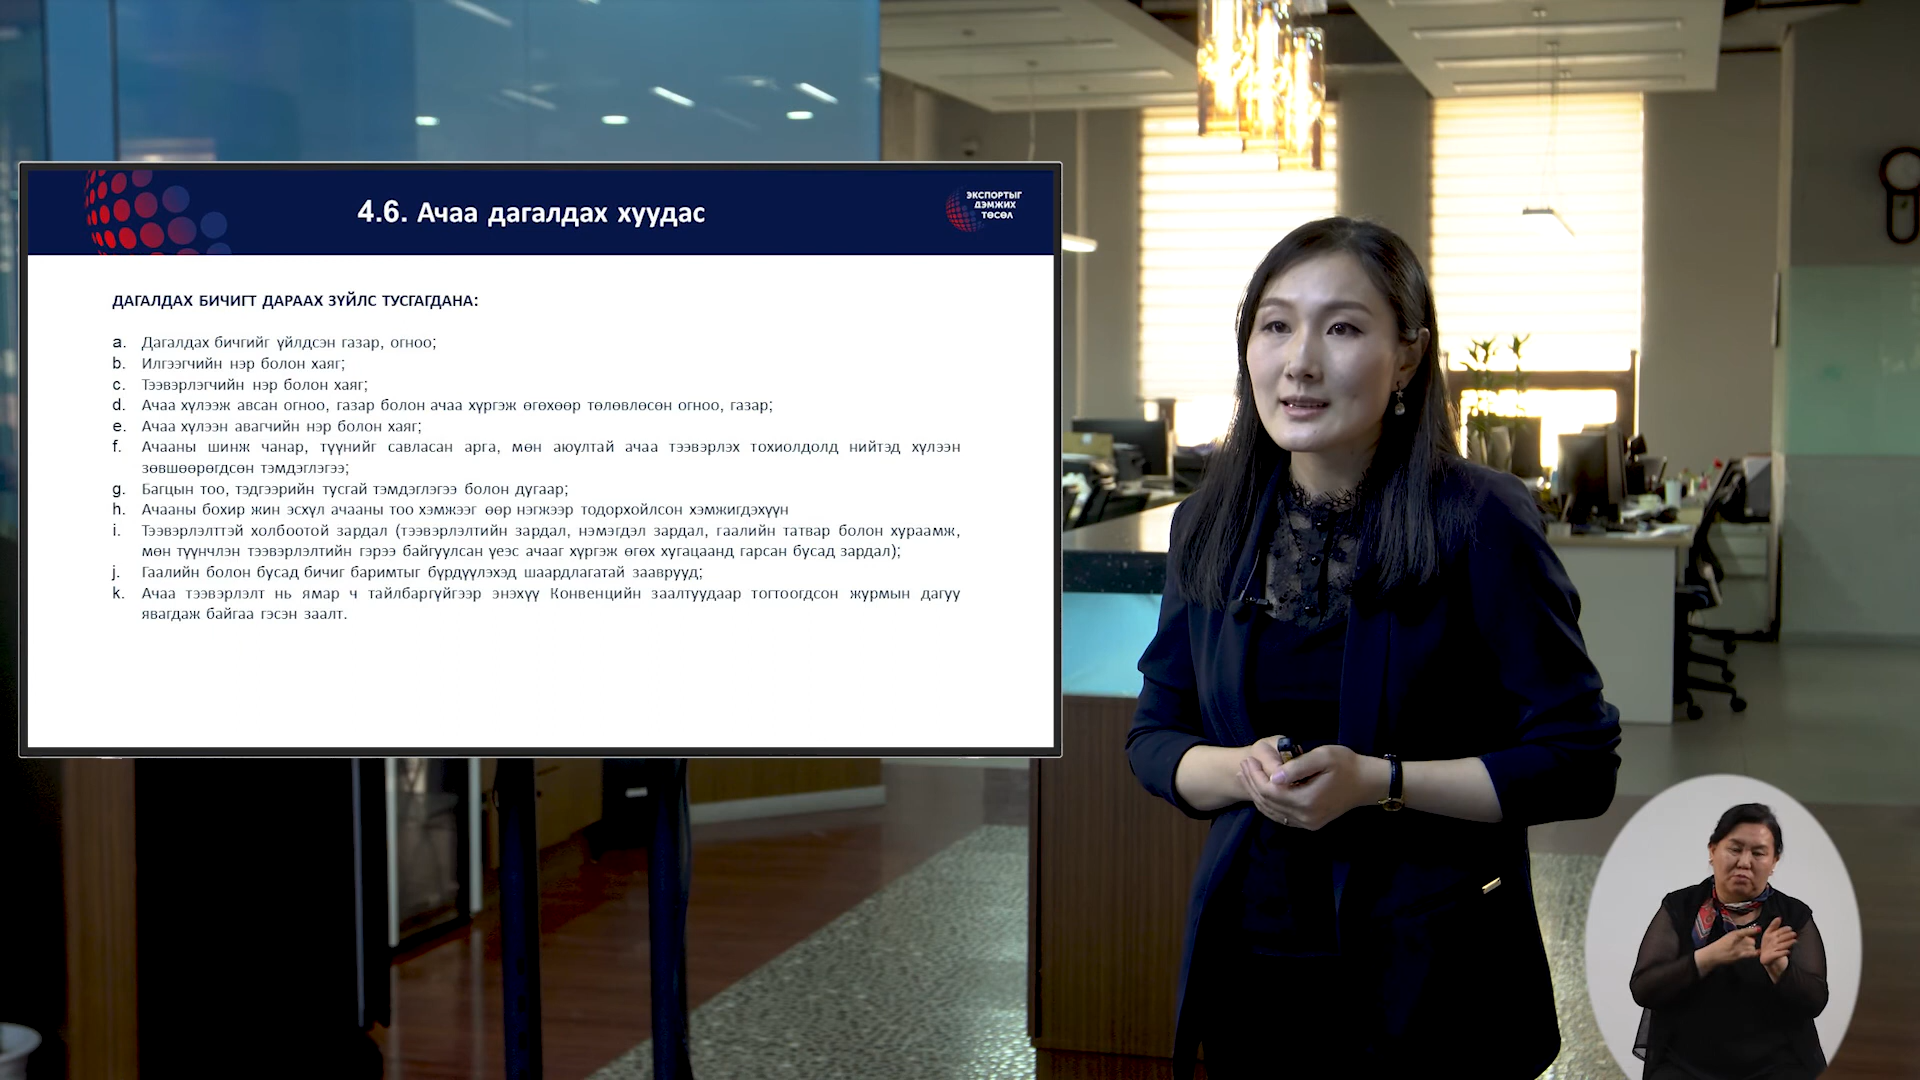 4.6. Ачаа дагалдах хуудас
ЭКСПОРТЫГ
ДЭМЖИХ
ТӨСӨЛ
ДАГАЛДАХ БИЧИГТ ДАРААХ ЗҮЙЛС ТУСГАГДАНА:
a. Дагалдах бичгийг үйлдсэн газар, огноо;
b. Илгээгчийн нэр болон хаяг;
c. Тээвэрлэгчийн нэр болон хаяг;
d. Ачаа хүлээж авсан огноо, газар болон ачаа хүргэж өгөхөөр төлөвлөсөн огноо, газар;
e. Ачаа хүлээн авагчийн нэр болон хаяг;
f. Ачааны шинж чанар, түүнийг савласан арга, мөн аюултай ачаа тээвэрлэх тохиолдолд нийтэд хүлээн
зөвшөөрөгдсөн тэмдэглэгээ;
g. Багцын тоо, тэдгээрийн тусгай тэмдэглэгээ болон дугаар;
h. Ачааны бохир жин эсхүл ачааны тоо хэмжээг өөр нэгжээр тодорхойлсон хэмжигдэхүүн
i. Тээвэрлэлттэй холбоотой зардал (тээвэрлэлтийн зардал, нэмэгдэл зардал, гаалийн татвар болон хураамж,
мөн түүнчлэн тээвэрлэлтийн гэрээ байгуулсан үеэс ачааг хүргэж өгөх хугацаанд гарсан бусад зардал);
j. Гаалийн болон бусад бичиг баримтыг бүрдүүлэхэд шаардлагатай зааврууд;
k. Ачаа тээвэрлэлт нь ямар ч тайлбаргүйгээр энэхүү Конвенцийн заалтуудаар тогтоогдсон журмын дагуу
явагдаж байгаа гэсэн заалт.